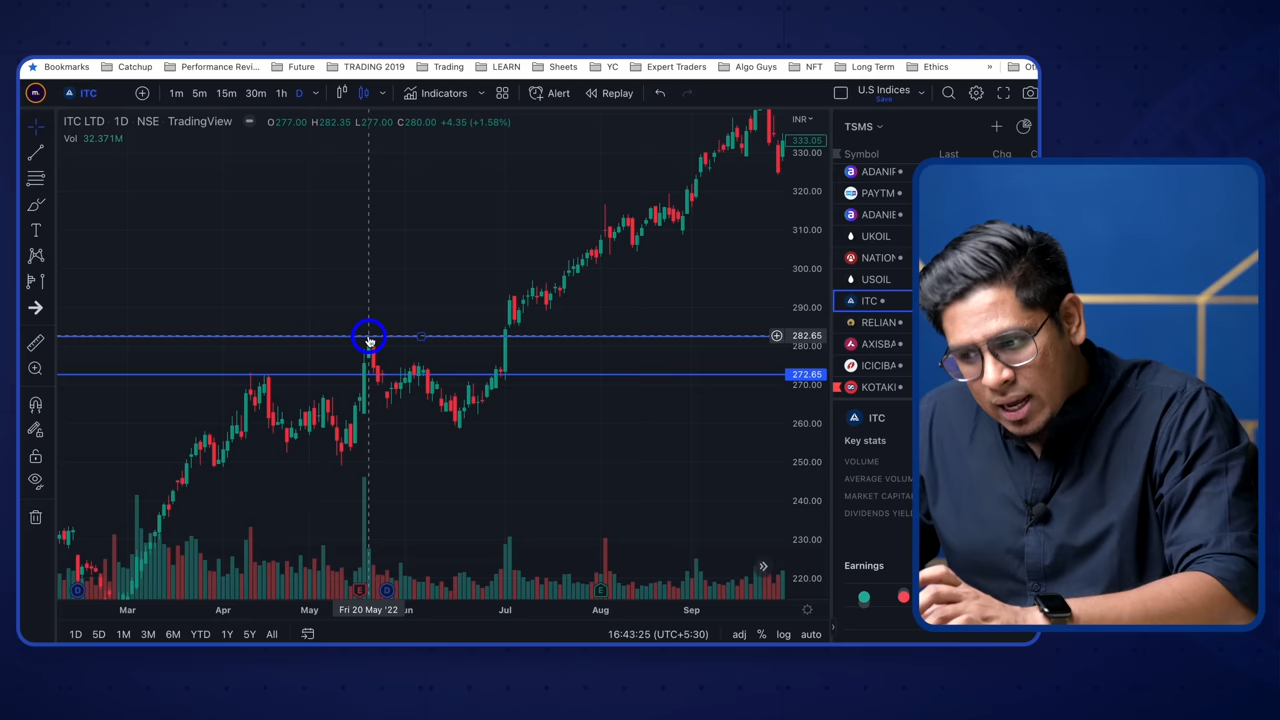 Bookmarks Catchup Performance Revi... Future TRADING 2019 Trading LEARN Sheets YC Expert Traders Algo Guys NFT Long Term Ethics » Ot
m. ITC 1m 5m 15m 30m 1h D Indicators Alert Replay U.S Indices
Save
ITC LTD 1D NSE TradingView O277.00 H282.35 L277.00 C280.00 +4.35 (+1.58%)
Vol 32.371M
INR
333.05
330.00
320.00
310.00
300.00
290.00
282.65
280.00
272.65
270.00
260.00
250.00
240.00
230.00
220.00
D E D E
Mar Apr May Fri 20 May '22 un Jul Aug Sep
1D 5D 1M 3M 6M YTD 1Y 5Y All 16:43:25 (UTC+5:30) adj % log auto
TSMS
Symbol Last Chg C
ADANIF
PAYTM
ADANIE
UKOIL
NATION
USOIL
ITC
RELIAN
AXISBA
ICICIBA
KOTAKI
ITC
Key stats
VOLUME
AVERAGE VOLUM
MARKET CAPITA
DIVIDENDS YIEL
Earnings